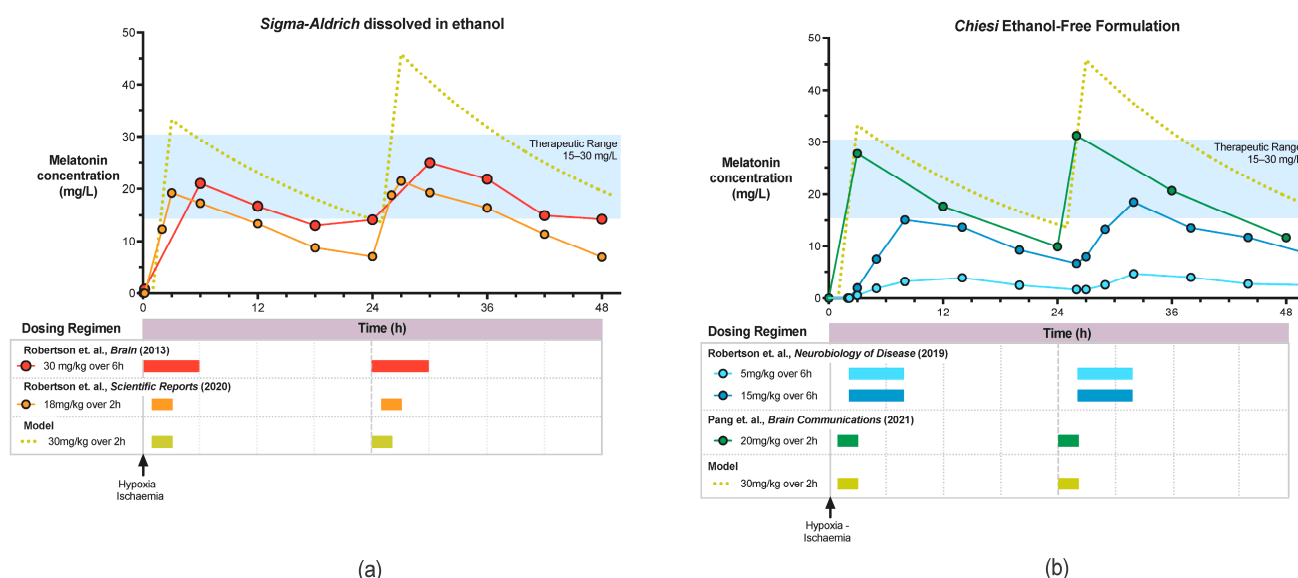 Sigma-Aldrich dissolved in ethanol
50
40
30
20
10
0
Melatonin
concentration
(mg/L)
Therapeutic Range
15–30 mg/L
0 12 24 36 48
Dosing Regimen
Time (h)
Robertson et. al., Brain (2013)
30 mg/kg over 6h
Robertson et. al., Scientific Reports (2020)
18mg/kg over 2h
Model
30mg/kg over 2h
Hypoxia
Ischaemia
(a)
Chiesi Ethanol-Free Formulation
50
40
30
20
10
0
Melatonin
concentration
(mg/L)
Therapeutic Range
15–30 mg/L
0 12 24 36 48
Dosing Regimen
Time (h)
Robertson et. al., Neurobiology of Disease (2019)
5mg/kg over 6h
15mg/kg over 6h
Pang et. al., Brain Communications (2021)
20mg/kg over 2h
Model
30mg/kg over 2h
Hypoxia -
Ischaemia
(b)